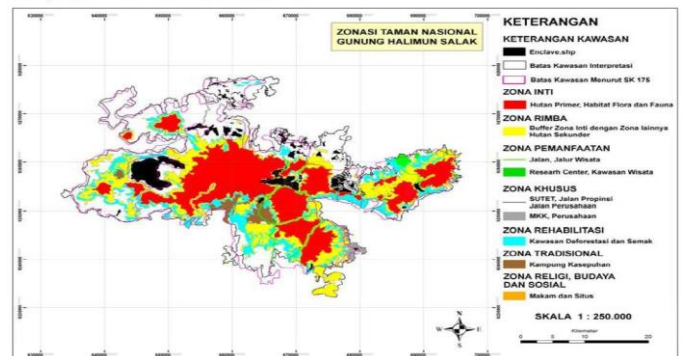 ZONASI TAMAN NASIONAL
GUNUNG HALIMUN SALAK
KETERANGAN
KETERANGAN KAWASAN
Enclave.shp
Batas Kawasan Interpretasi
Batas Kawasan Menurut SK 175
ZONA INTI
Hutan Primer, Habitat Flora dan Fauna
ZONA RIMBA
Buffer Zona Inti dengan Zona lainnya
Hutan Sekunder
ZONA PEMANFAATAN
Jalan, Jalur Wisata
Researh Center, Kawasan Wisata
ZONA KHUSUS
SUTET, Jalan Propinsi
Jalan Perusahaan
MKK, Perusahaan
ZONA REHABILITASI
Kawasan Deforestasi dan Semak
ZONA TRADISIONAL
Kampung Kasepuhan
ZONA RELIGI, BUDAYA
DAN SOSIAL
Makam dan Situs
SKALA 1 : 250.000
Kilometer
N
W E
S